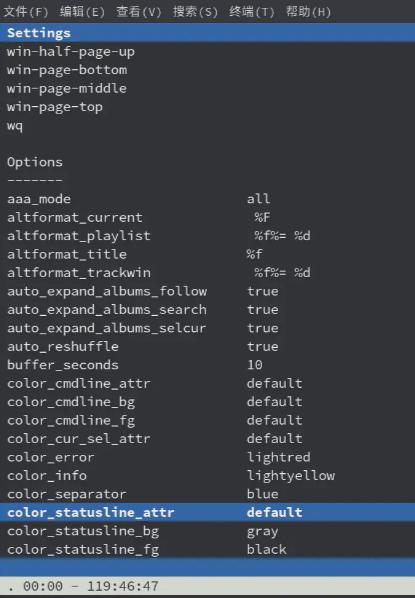 文件(F) 编辑(E) 查看(V) 搜索(S) 终端(T) 帮助(H)
Settings
win-half-page-up
win-page-bottom
win-page-middle
win-page-top
wq
Options
-------
aaa_mode all
altformat_current %F
altformat_playlist %f%= %d
altformat_title %f
altformat_trackwin %f%= %d
auto_expand_albums_follow true
auto_expand_albums_search true
auto_expand_albums_selcur true
auto_reshuffle true
buffer_seconds 10
color_cmdline_attr default
color_cmdline_bg default
color_cmdline_fg default
color_cur_sel_attr default
color_error lightred
color_info lightyellow
color_separator blue
color_statusline_attr default
color_statusline_bg gray
color_statusline_fg black
. 00:00 - 119:46:47